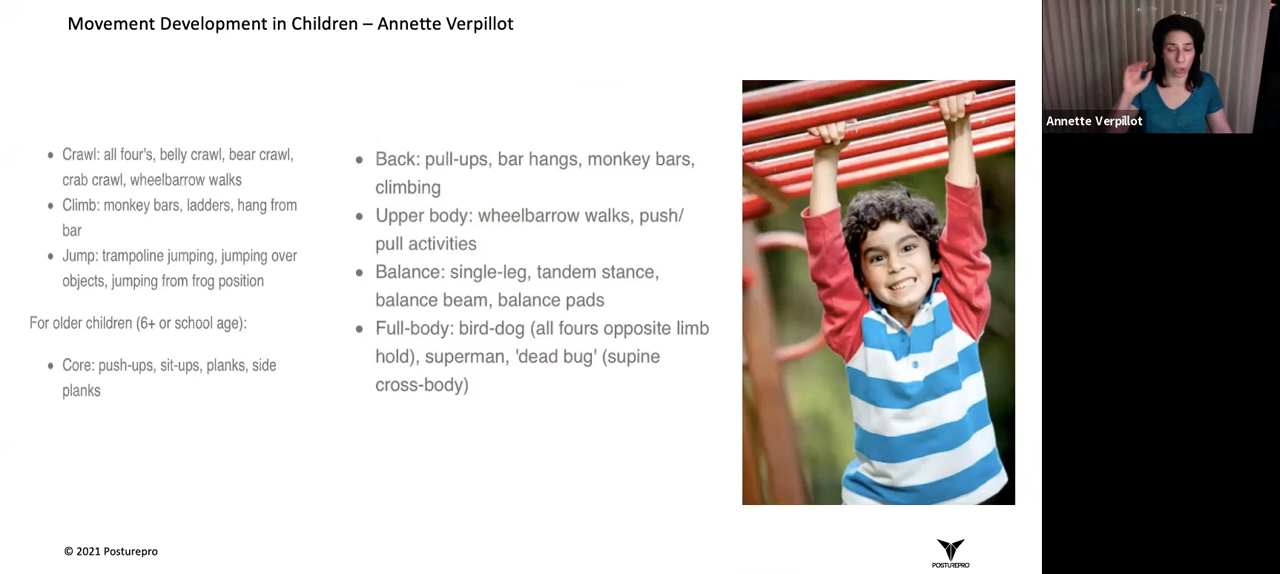 Movement Development in Children – Annette Verpillot
• Crawl: all four's, belly crawl, bear crawl,
crab crawl, wheelbarrow walks
• Climb: monkey bars, ladders, hang from
bar
• Jump: trampoline jumping, jumping over
objects, jumping from frog position
For older children (6+ or school age):
• Core: push-ups, sit-ups, planks, side
planks
• Back: pull-ups, bar hangs, monkey bars,
climbing
• Upper body: wheelbarrow walks, push/
pull activities
• Balance: single-leg, tandem stance,
balance beam, balance pads
• Full-body: bird-dog (all fours opposite limb
hold), superman, 'dead bug' (supine
cross-body)
Annette Verpillot
© 2021 Posturepro
POSTUREPRO